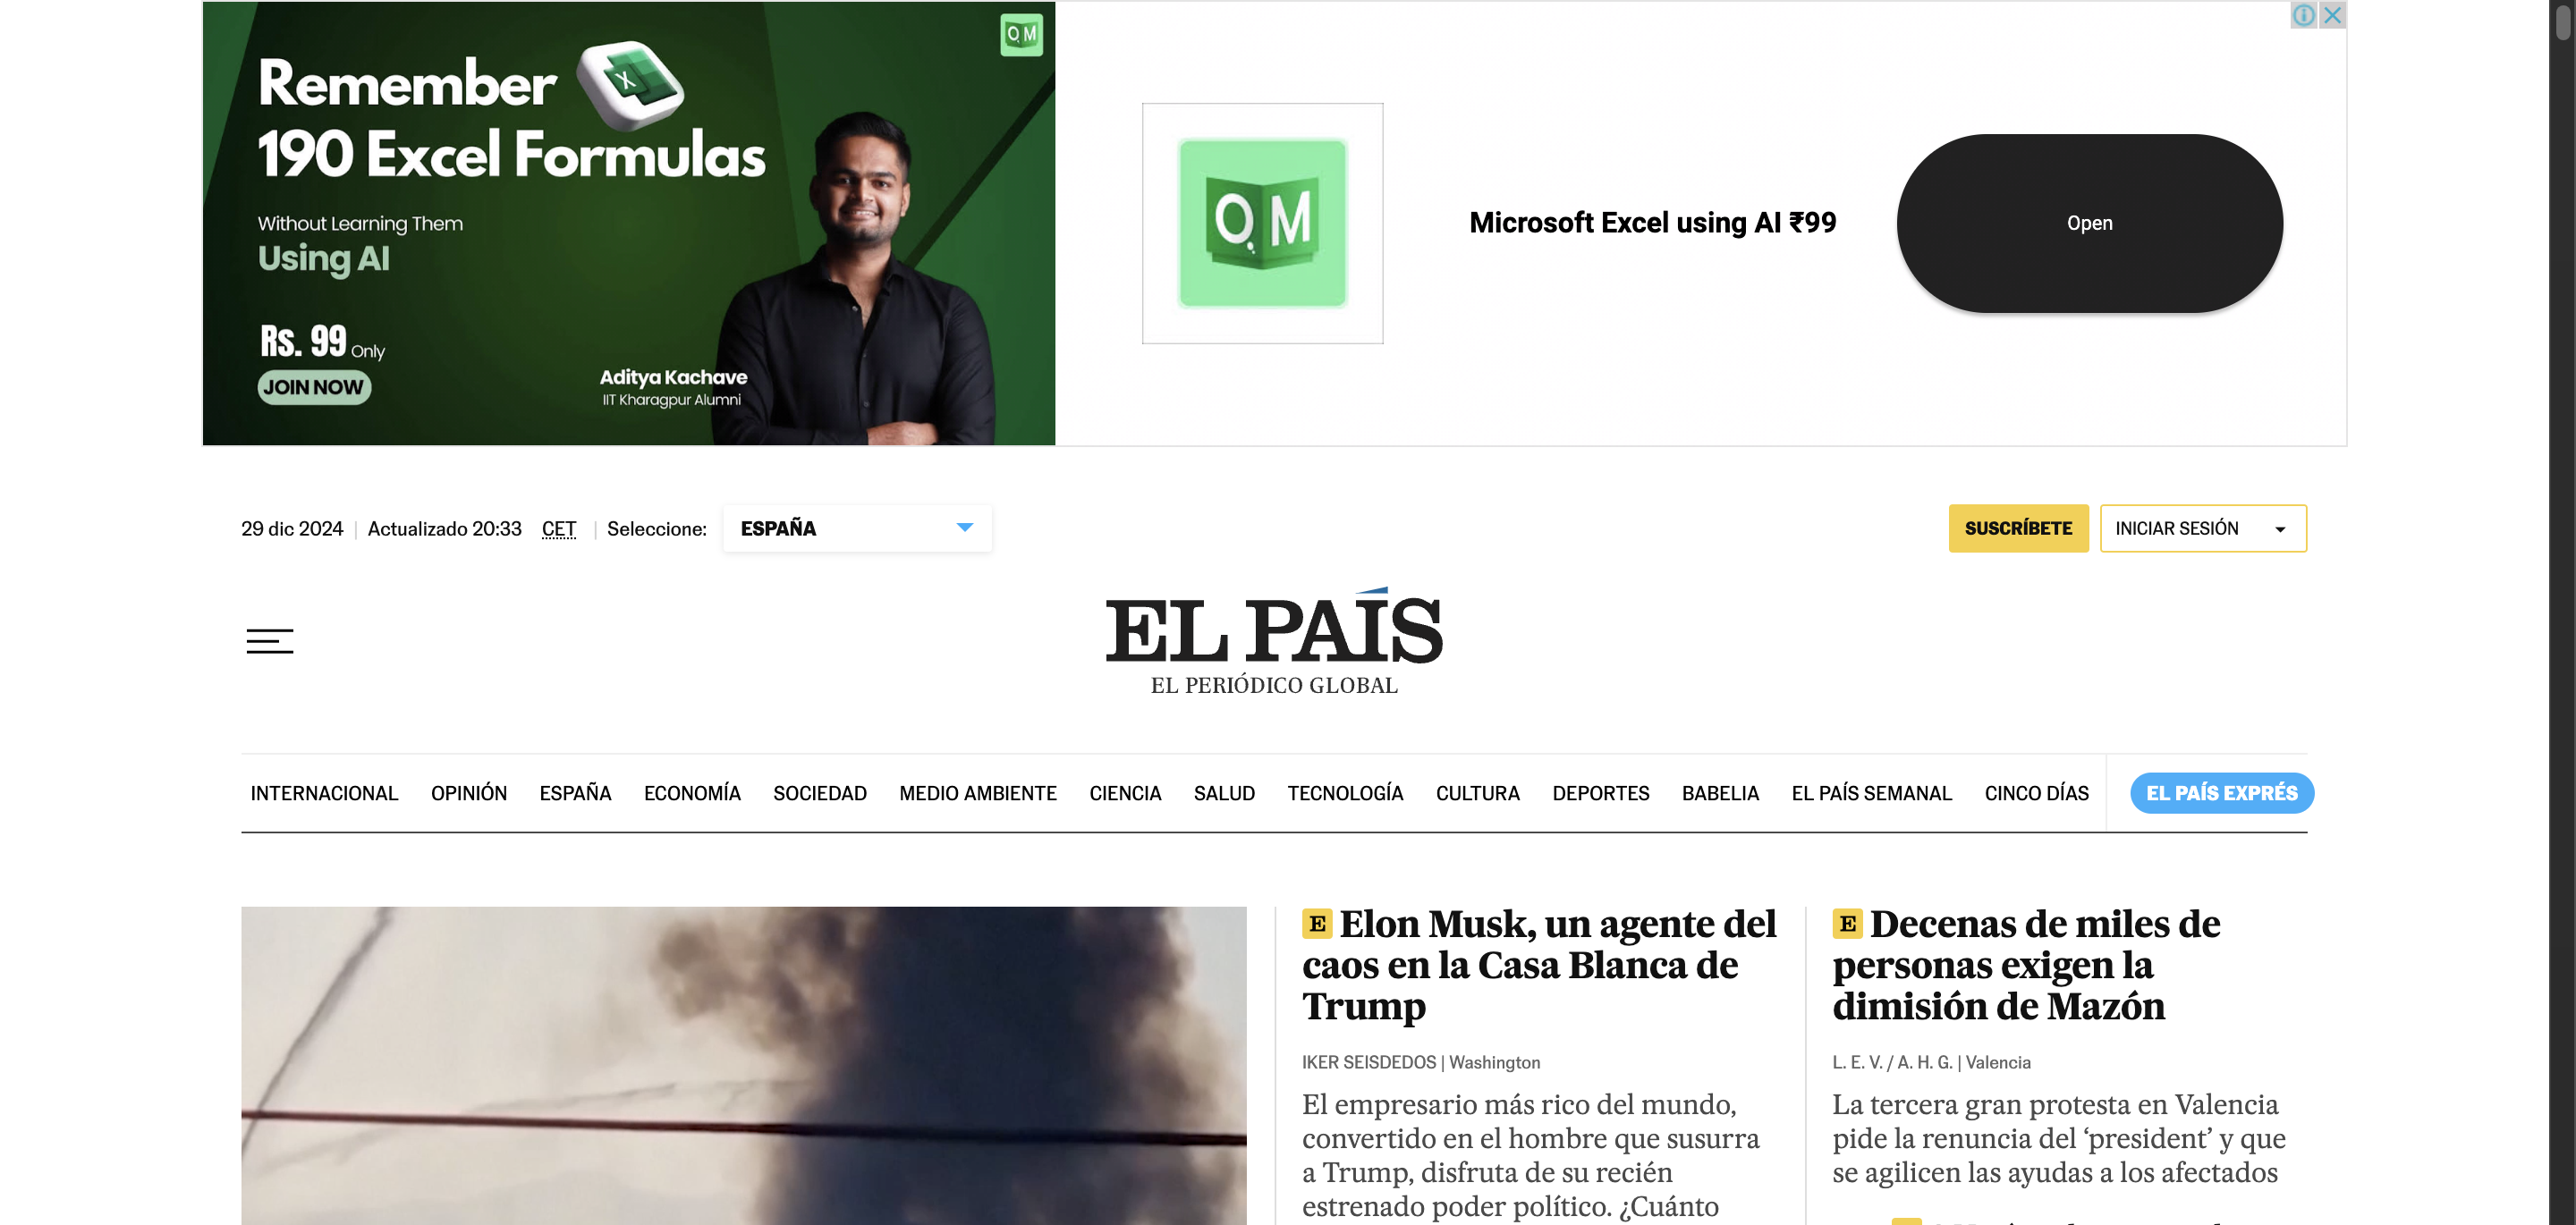 Remember
190 Excel Formulas
Without Learning Them
Using AI
Rs. 99 Only
JOIN NOW
Aditya Kachave
IIT Kharagpur Alumni
QM
QM
Microsoft Excel using AI ₹99
Open
29 dic 2024 | Actualizado 20:33 CET | Seleccione: ESPAÑA
SUSCRÍBETE
INICIAR SESIÓN
EL PAÍS
EL PERIÓDICO GLOBAL
INTERNACIONAL OPINIÓN ESPAÑA ECONOMÍA SOCIEDAD MEDIO AMBIENTE CIENCIA SALUD TECNOLOGÍA CULTURA DEPORTES BABELIA EL PAÍS SEMANAL CINCO DÍAS EL PAÍS EXPRÉS
E Elon Musk, un agente del
caos en la Casa Blanca de
Trump
IKER SEISDEDOS | Washington
El empresario más rico del mundo,
convertido en el hombre que susurra
a Trump, disfruta de su recién
estrenado poder político. ¿Cuánto
E Decenas de miles de
personas exigen la
dimisión de Mazón
L. E. V. / A. H. G. | Valencia
La tercera gran protesta en Valencia
pide la renuncia del ‘president’ y que
se agilicen las ayudas a los afectados